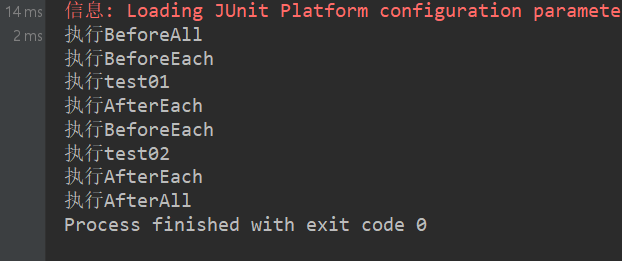 14 ms 信息: Loading JUnit Platform configuration paramete
2 ms 执行BeforeAll
执行BeforeEach
执行test01
执行AfterEach
执行BeforeEach
执行test02
执行AfterEach
执行AfterAll
Process finished with exit code 0